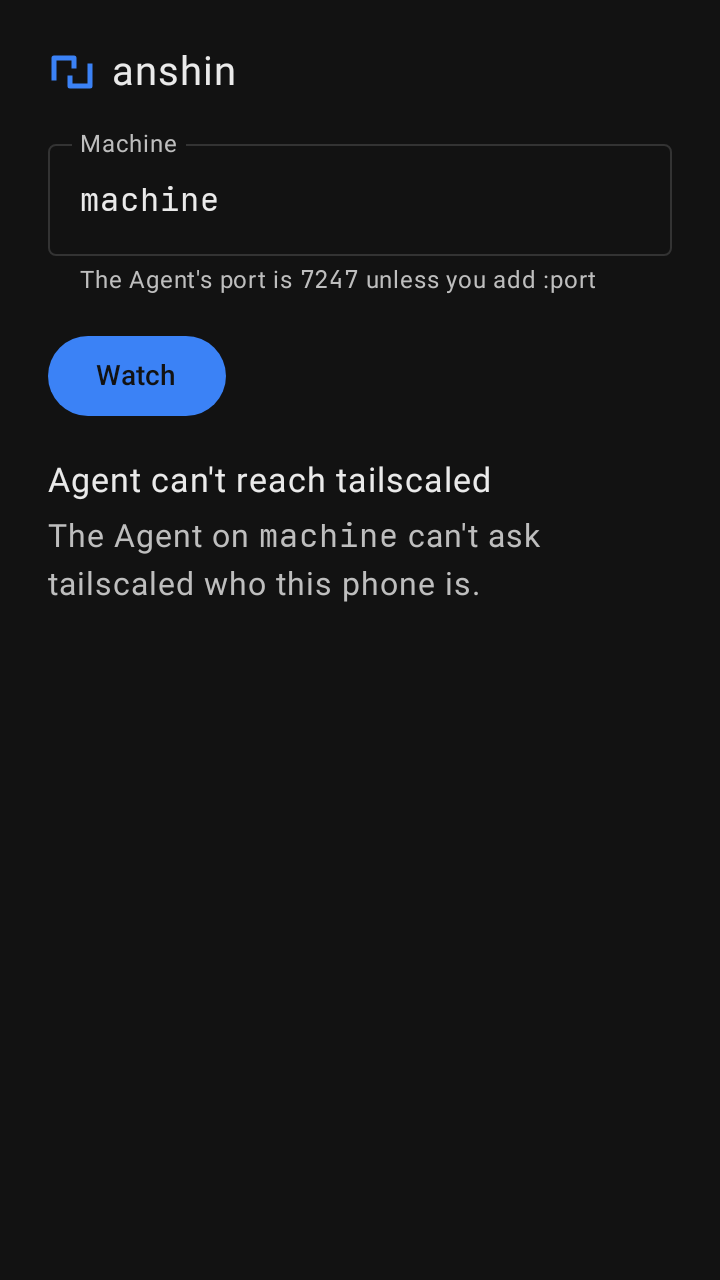 anshin
Machine
machine
The Agent's port is 7247 unless you add :port
Watch
Agent can't reach tailscaled
The Agent on machine can't ask
tailscaled who this phone is.